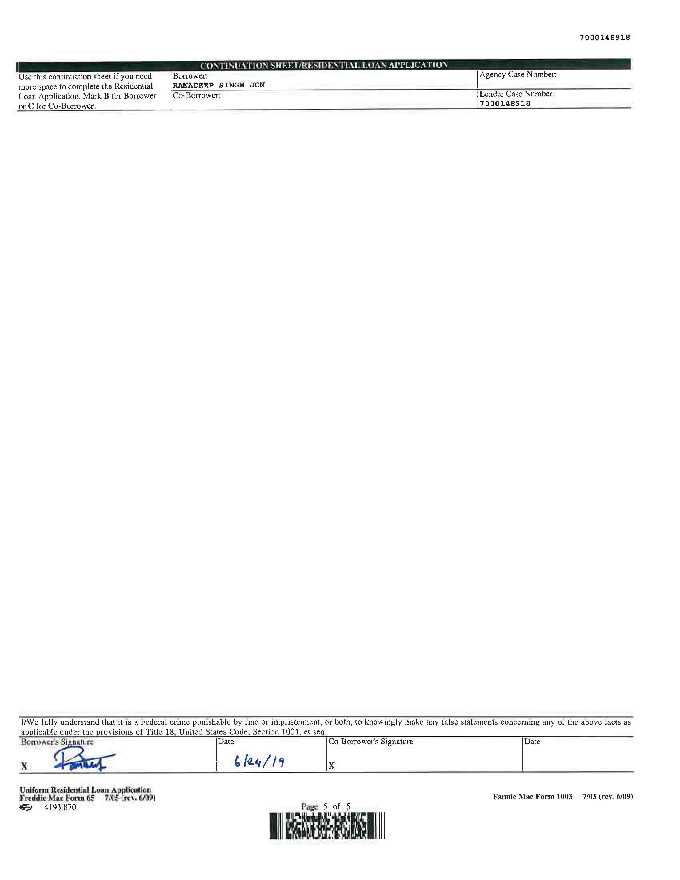 7000148918
CONTINUATION SHEET/RESIDENTIAL LOAN APPLICATION
Use this continuation sheet if you need
more space to complete the Residential
Loan Application. Mark B for Borrower
or C for Co-Borrower.
Borrower:
SINGH
Agency Case Number:
Co-Borrower:
Lender Case Number:
7000148918
I/We fully understand that it is a Federal crime punishable by fine or imprisonment, or both, to knowingly make any false statements concerning any of the above facts as
applicable under the provisions of Title 18, United States Code, Section 1001, et seq.
Borrower's Signature
Date
Co-Borrower's Signature
Date
X
6/24/19
X
Uniform Residential Loan Application
Freddie Mac Form 65 7/05 (rev. 6/09)
Fannie Mae Form 1003 7/05 (rev. 6/09)
Page 5 of 5